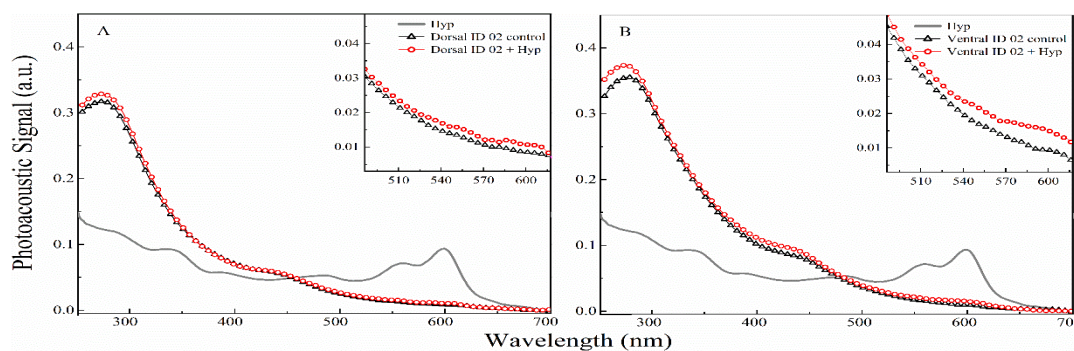 A
Hyp
Dorsal ID 02 control
Dorsal ID 02 + Hyp
0.04
0.03
0.02
0.01
510 540 570 600
0.4
0.3
0.2
0.1
0.0
300 400 500 600 700
Photoacoustic Signal (a.u.)
B
Hyp
Ventral ID 02 control
Ventral ID 02 + Hyp
0.04
0.03
0.02
0.01
510 540 570 600
0.4
0.3
0.2
0.1
0.0
300 400 500 600 70
Wavelength (nm)